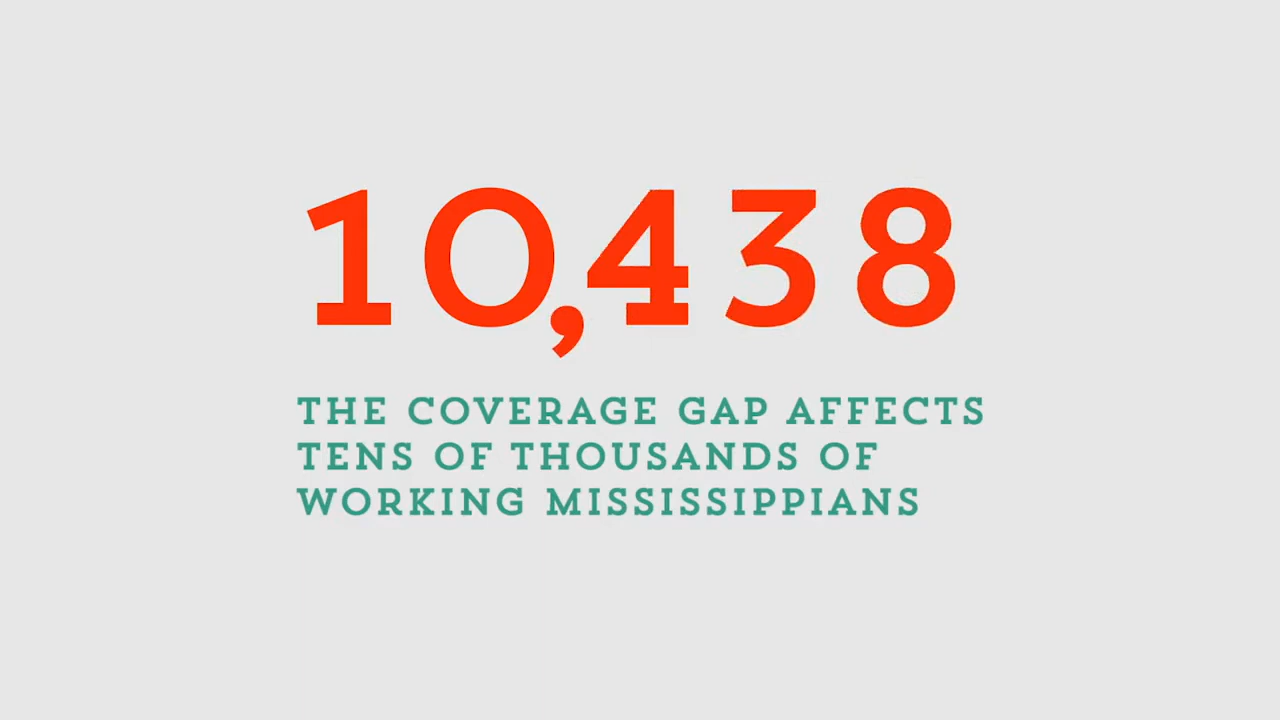 10,438
THE COVERAGE GAP AFFECTS
TENS OF THOUSANDS OF
WORKING MISSISSIPPIANS